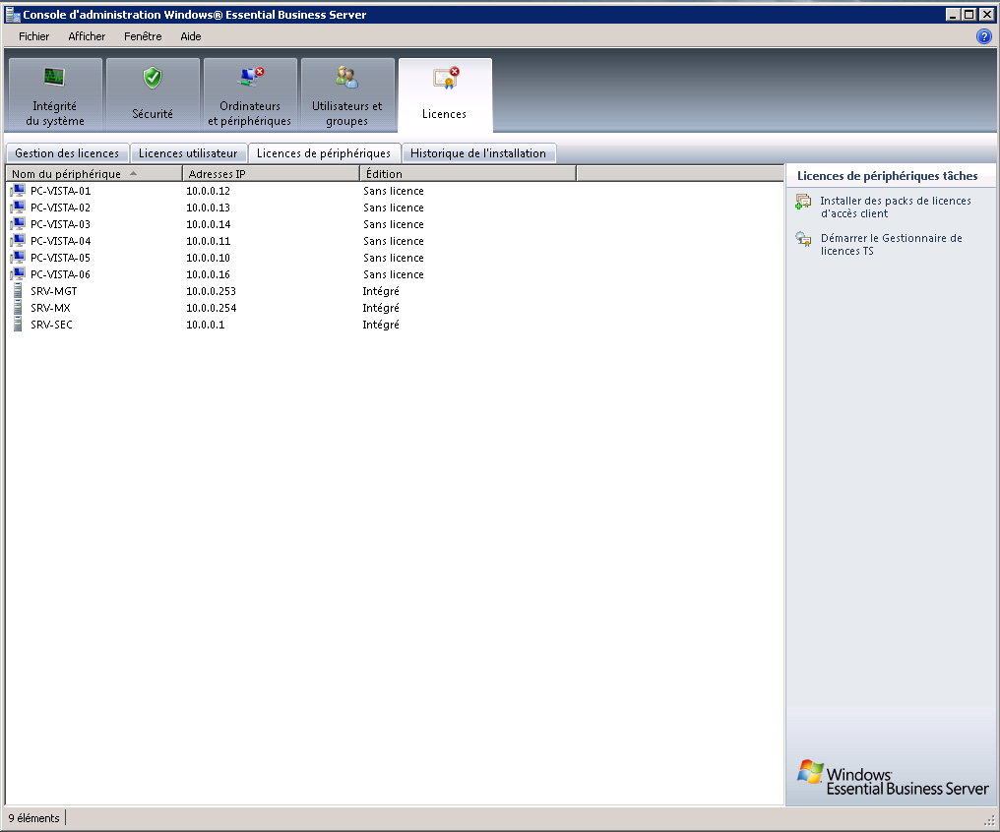 Console d'administration Windows® Essential Business Server
Fichier Afficher Fenêtre Aide
Intégrité
du système
Sécurité
Ordinateurs
et périphériques
Utilisateurs et
groupes
Licences
Gestion des licences Licences utilisateur Licences de périphériques Historique de l'installation
Nom du périphérique Adresses IP Édition
PC-VISTA-01 10.0.0.12 Sans licence
PC-VISTA-02 10.0.0.13 Sans licence
PC-VISTA-03 10.0.0.14 Sans licence
PC-VISTA-04 10.0.0.11 Sans licence
PC-VISTA-05 10.0.0.10 Sans licence
PC-VISTA-06 10.0.0.16 Sans licence
SRV-MGT 10.0.0.253 Intégré
SRV-MX 10.0.0.254 Intégré
SRV-SEC 10.0.0.1 Intégré
Licences de périphériques tâches
Installer des packs de licences
d'accès client
Démarrer le Gestionnaire de
licences TS
Windows
Essential Business Server
9 éléments